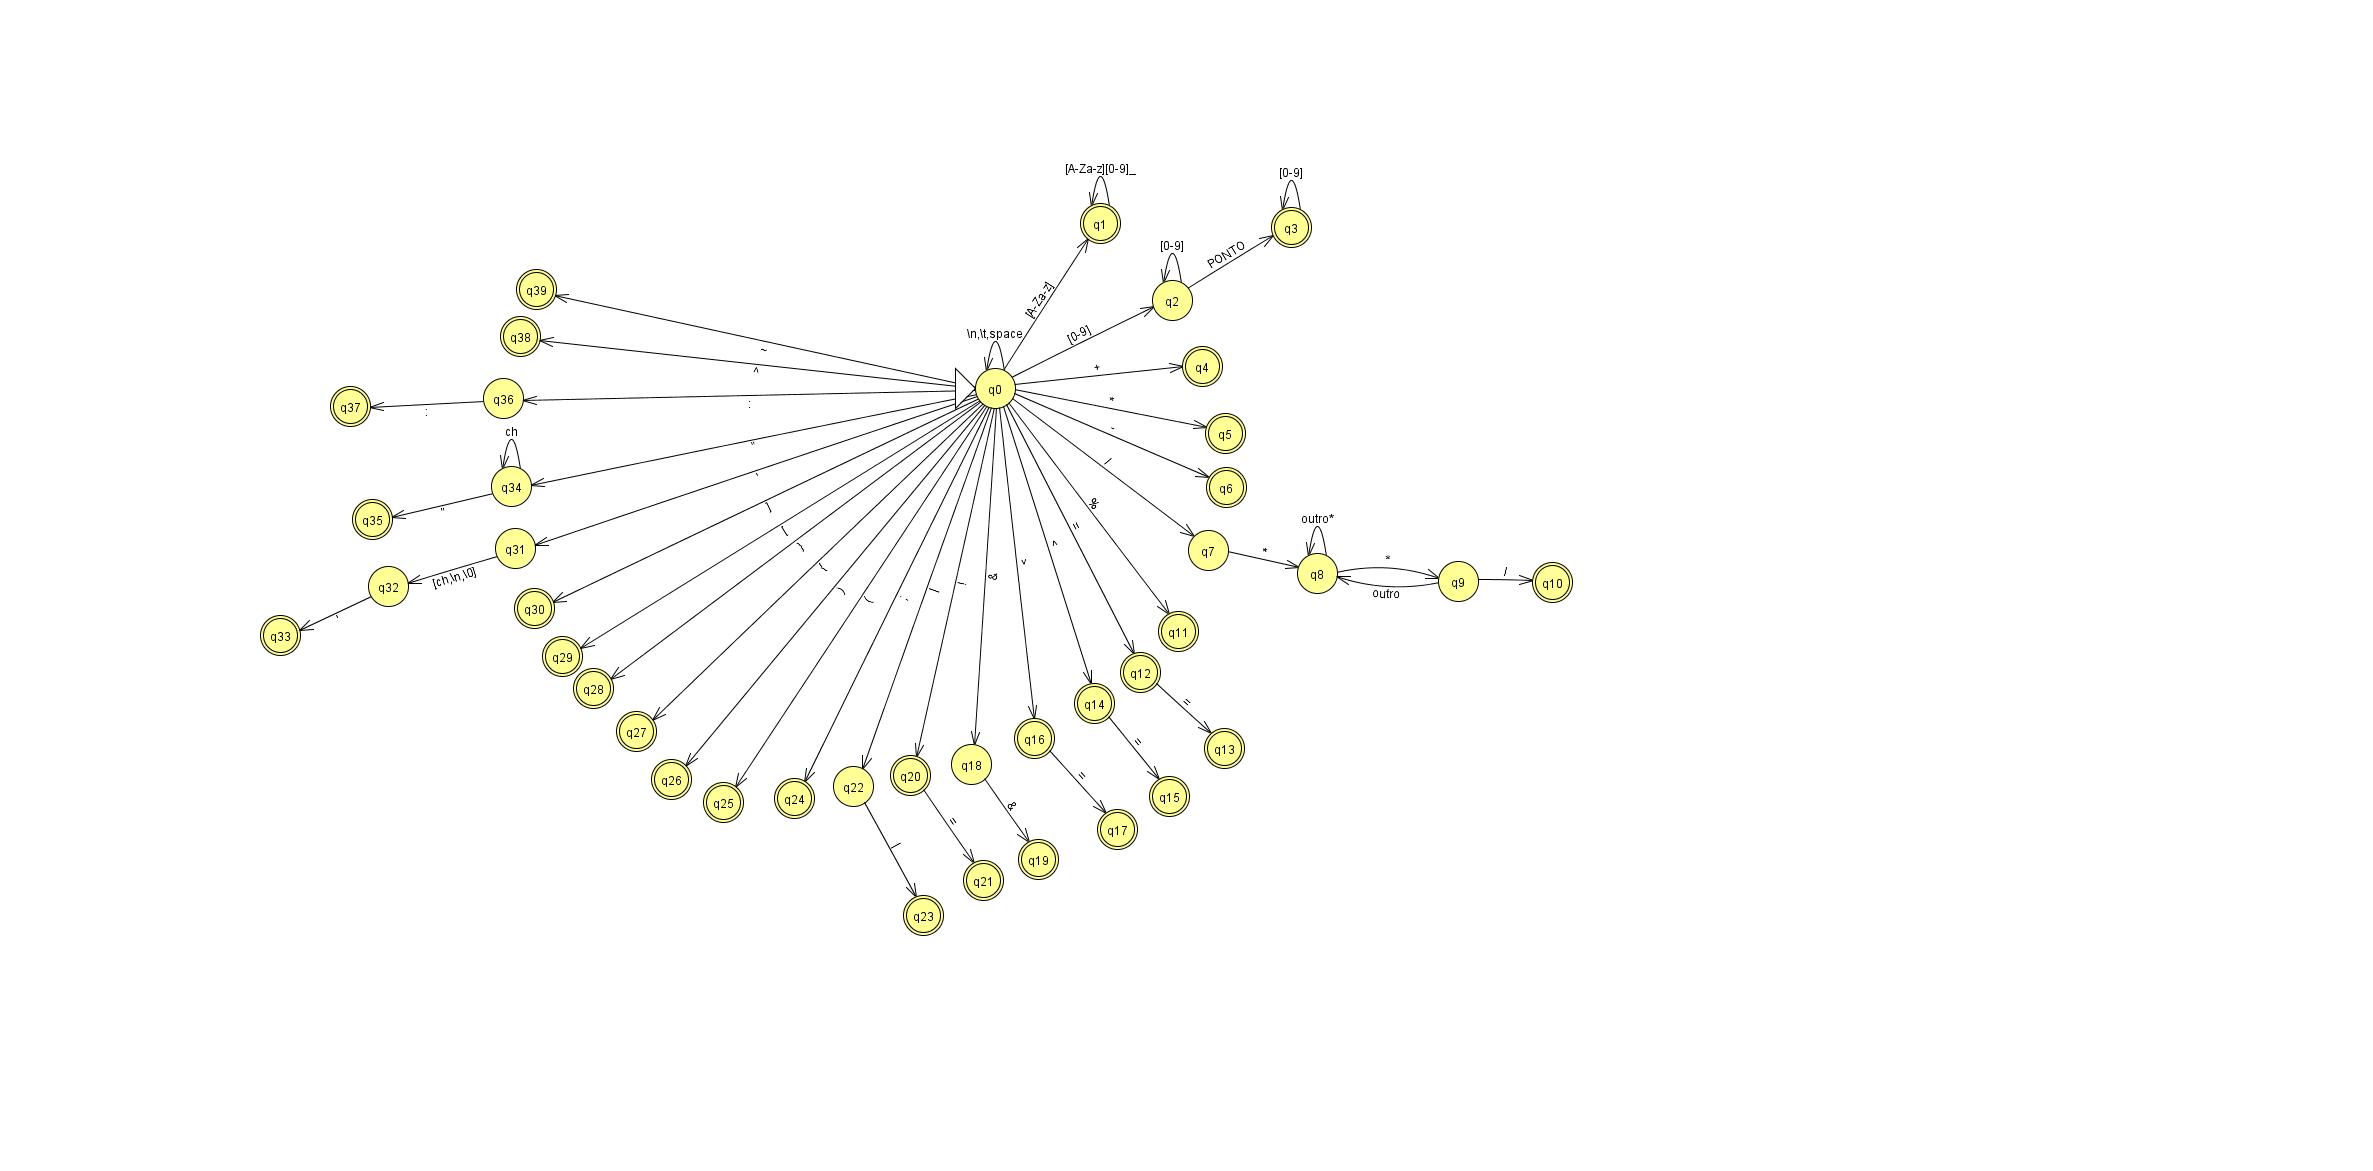 [A-Za-z][0-9]_
[0-9]
q1
q3
[0-9]
PONTO
q39
[A-Za-z]
q2
\n,\t,space
[0-9]
q38
~
^
q0
+
q4
q37
:
q36
:
*
q5
ch
"
-
q34
'
/
q6
q35
"
]
&
outro*
[
=
q31
}
<
q7
*
q8
*
q9
/
q10
[ch,\n,\0]
{
>
outro
q32
)
(
;
|
!
&
q30
q33
'
q11
q29
q12
q28
q14
=
q27
q16
=
q13
q26
q25
q24
q22
q20
q18
=
q15
=
&
q17
|
q19
q21
q23